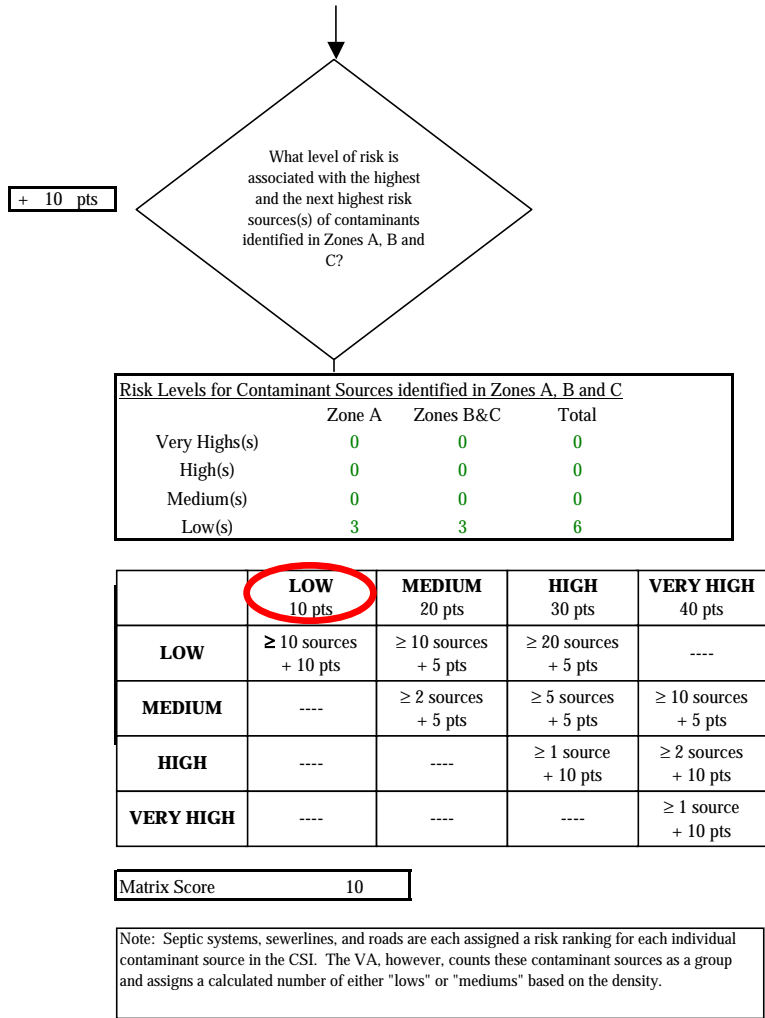 What level of risk is
associated with the highest
and the next highest risk
sources(s) of contaminants
identified in Zones A, B and
C?
+ 10 pts
Risk Levels for Contaminant Sources identified in Zones A, B and C
Zone A Zones B&C Total
Very Highs(s) 0 0 0
High(s) 0 0 0
Medium(s) 0 0 0
Low(s) 3 3 6
LOW MEDIUM HIGH VERY HIGH
10 pts 20 pts 30 pts 40 pts
LOW ≥ 10 sources ≥ 10 sources ≥ 20 sources ----
+ 10 pts + 5 pts + 5 pts
MEDIUM ---- ≥ 2 sources ≥ 5 sources ≥ 10 sources
+ 5 pts + 5 pts + 5 pts
HIGH ---- ---- ≥ 1 source ≥ 2 sources
+ 10 pts + 10 pts
VERY HIGH ---- ---- ---- ≥ 1 source
+ 10 pts
Matrix Score 10
Note: Septic systems, sewerlines, and roads are each assigned a risk ranking for each individual
contaminant source in the CSI. The VA, however, counts these contaminant sources as a group
and assigns a calculated number of either "lows" or "mediums" based on the density.